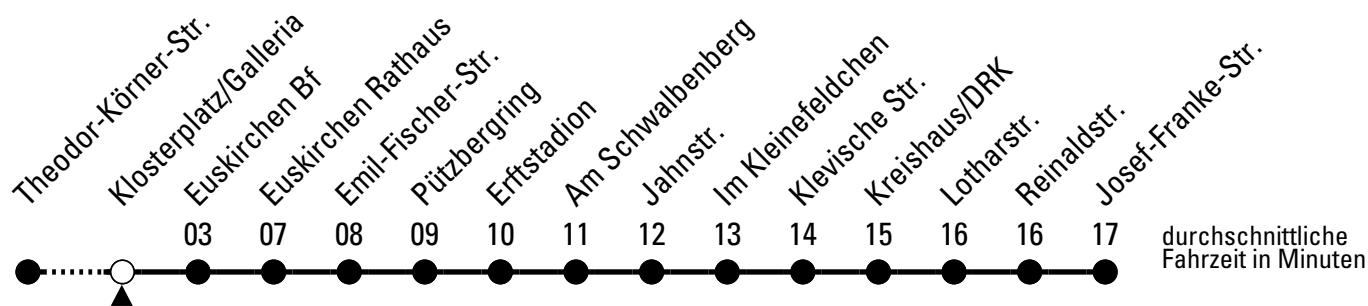 Theodor-Körner-Str.
Klosterplatz/Galleria
Euskirchen Bf
Euskirchen Rathaus
Emil-Fischer-Str.
Pützbergring
Erftstadion
Am Schwalbenberg
Jahnstr.
Im Kleinefeldchen
Klevische Str.
Kreishaus/DRK
Lotharstr.
Reinaldstr.
Josef-Franke-Str.
03 07 08 09 10 11 12 13 14 15 16 16 17
durchschnittliche
Fahrzeit in Minuten